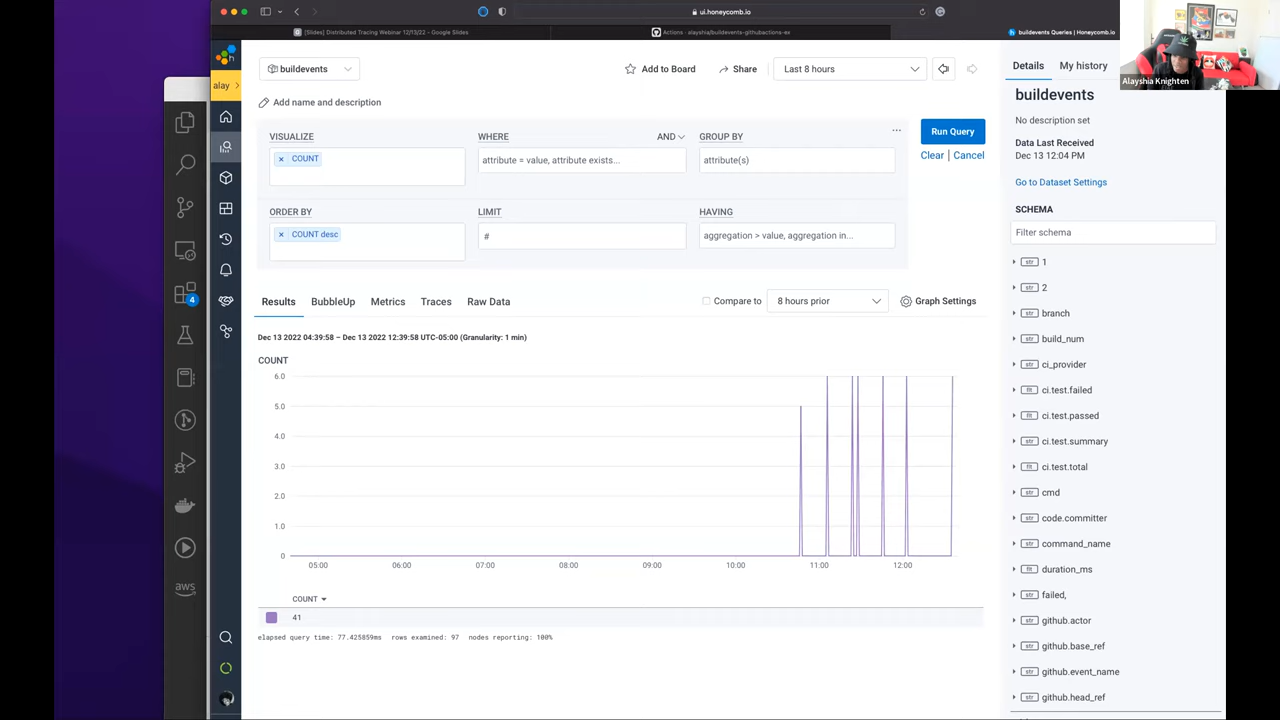 ui.honeycomb.io
[Slides] Distributed Tracing Webinar 12/13/22 - Google Slides
Actions · alayshia/buildevents-githubactions-ex
buildevents Queries | Honeycomb.io
Alayshia Knighten
alay
4
buildevents
Add to Board
Share
Last 8 hours
Add name and description
VISUALIZE
COUNT
WHERE
AND
attribute = value, attribute exists...
GROUP BY
attribute(s)
Run Query
Clear | Cancel
ORDER BY
COUNT desc
LIMIT
#
HAVING
aggregation > value, aggregation in...
Results
BubbleUp
Metrics
Traces
Raw Data
Compare to
8 hours prior
Graph Settings
Dec 13 2022 04:39:58 – Dec 13 2022 12:39:58 UTC-05:00 (Granularity: 1 min)
COUNT
6.0
5.0
4.0
3.0
2.0
1.0
0
05:00
06:00
07:00
08:00
09:00
10:00
11:00
12:00
COUNT
41
elapsed query time: 77.425859ms rows examined: 97 nodes reporting: 100%
Details
My history
buildevents
No description set
Data Last Received
Dec 13 12:04 PM
Go to Dataset Settings
SCHEMA
Filter schema
str 1
str 2
str branch
str build_num
str ci_provider
str ci.test.failed
flt ci.test.passed
str ci.test.summary
flt ci.test.total
str cmd
str code.committer
str command_name
flt duration_ms
str failed,
str github.actor
str github.base_ref
str github.event_name
str github.head_ref
aws